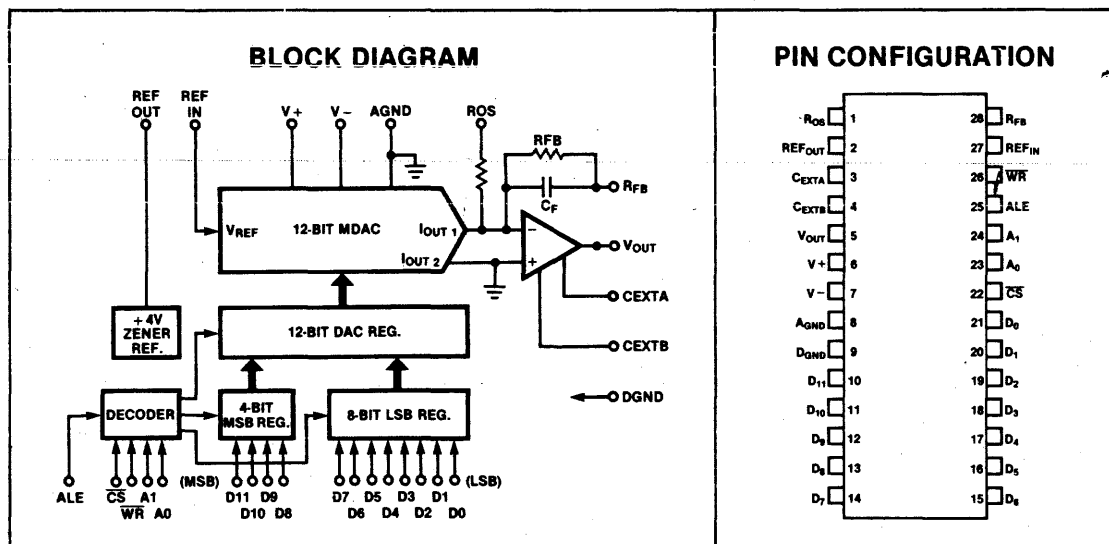 BLOCK DIAGRAM
REF OUT
REF IN
V+
V-
AGND
ROS
RFB
CF
RFB
VREF
12-BIT MDAC
IOUT 1
IOUT 2
-
+
VOUT
CEXTA
CEXTB
DGND
+4V ZENER REF.
12-BIT DAC REG.
DECODER
4-BIT MSB REG.
8-BIT LSB REG.
ALE
CS
WR
A1
A0
(MSB)
D11
D10
D9
D8
D7
D6
D5
D4
D3
D2
D1
D0
(LSB)
PIN CONFIGURATION
ROS 1 28 RFB
REFOUT 2 27 REFIN
CEXTA 3 26 WR
CEXTB 4 25 ALE
VOUT 5 24 A1
V+ 6 23 A0
V- 7 22 CS
AGND 8 21 D0
DGND 9 20 D1
D11 10 19 D2
D10 11 18 D3
D9 12 17 D4
D8 13 16 D5
D7 14 15 D6